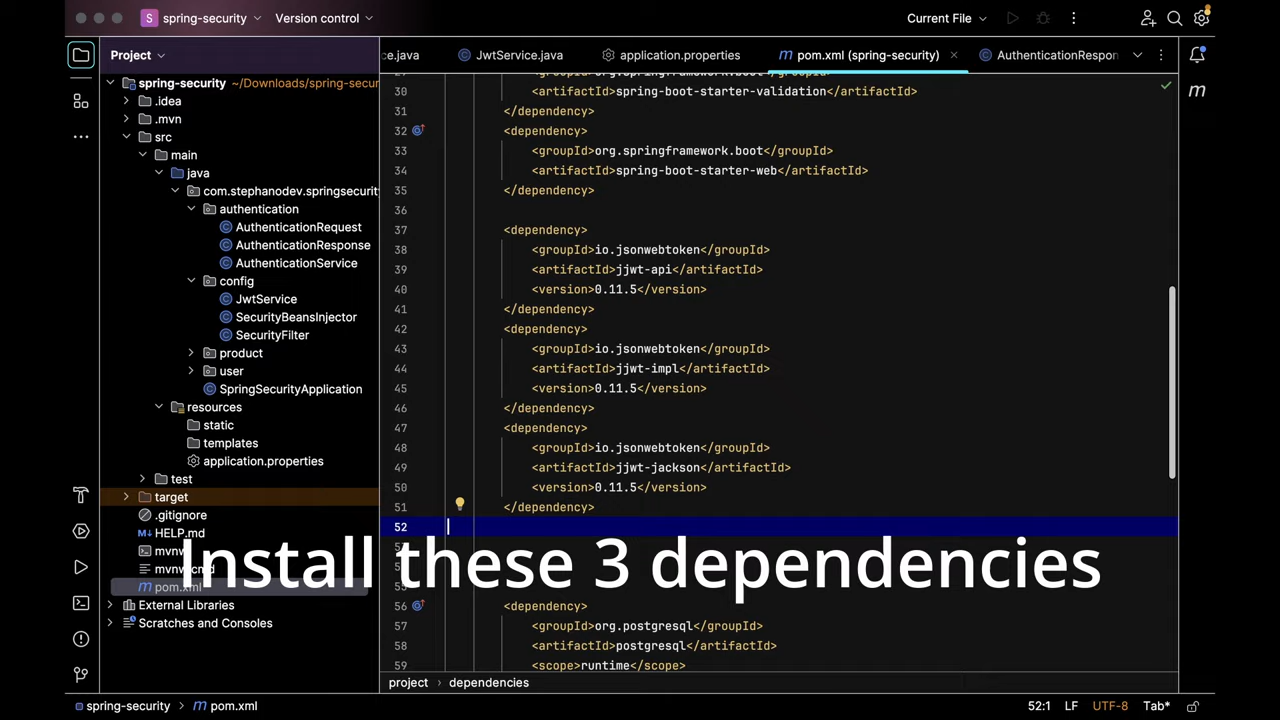 S spring-security
Version control
Current File
Project
ce.java
JwtService.java
application.properties
m pom.xml (spring-security)
AuthenticationRespon
spring-security ~/Downloads/spring-secur
.idea
.mvn
src
main
java
com.stephanodev.springsecurity
authentication
AuthenticationRequest
AuthenticationResponse
AuthenticationService
config
JwtService
SecurityBeansInjector
SecurityFilter
product
user
SpringSecurityApplication
resources
static
templates
application.properties
test
target
.gitignore
M↓ HELP.md
mvnw
mvnw.cmd
m pom.xml
External Libraries
Scratches and Consoles
30 <artifactId>spring-boot-starter-validation</artifactId>
31 </dependency>
32 <dependency>
33 <groupId>org.springframework.boot</groupId>
34 <artifactId>spring-boot-starter-web</artifactId>
35 </dependency>
36
37 <dependency>
38 <groupId>io.jsonwebtoken</groupId>
39 <artifactId>jjwt-api</artifactId>
40 <version>0.11.5</version>
41 </dependency>
42 <dependency>
43 <groupId>io.jsonwebtoken</groupId>
44 <artifactId>jjwt-impl</artifactId>
45 <version>0.11.5</version>
46 </dependency>
47 <dependency>
48 <groupId>io.jsonwebtoken</groupId>
49 <artifactId>jjwt-jackson</artifactId>
50 <version>0.11.5</version>
51 </dependency>
52
Install these 3 dependencies
56 <dependency>
57 <groupId>org.postgresql</groupId>
58 <artifactId>postgresql</artifactId>
59 <scope>runtime</scope>
project › dependencies
spring-security › m pom.xml
52:1 LF UTF-8 Tab*